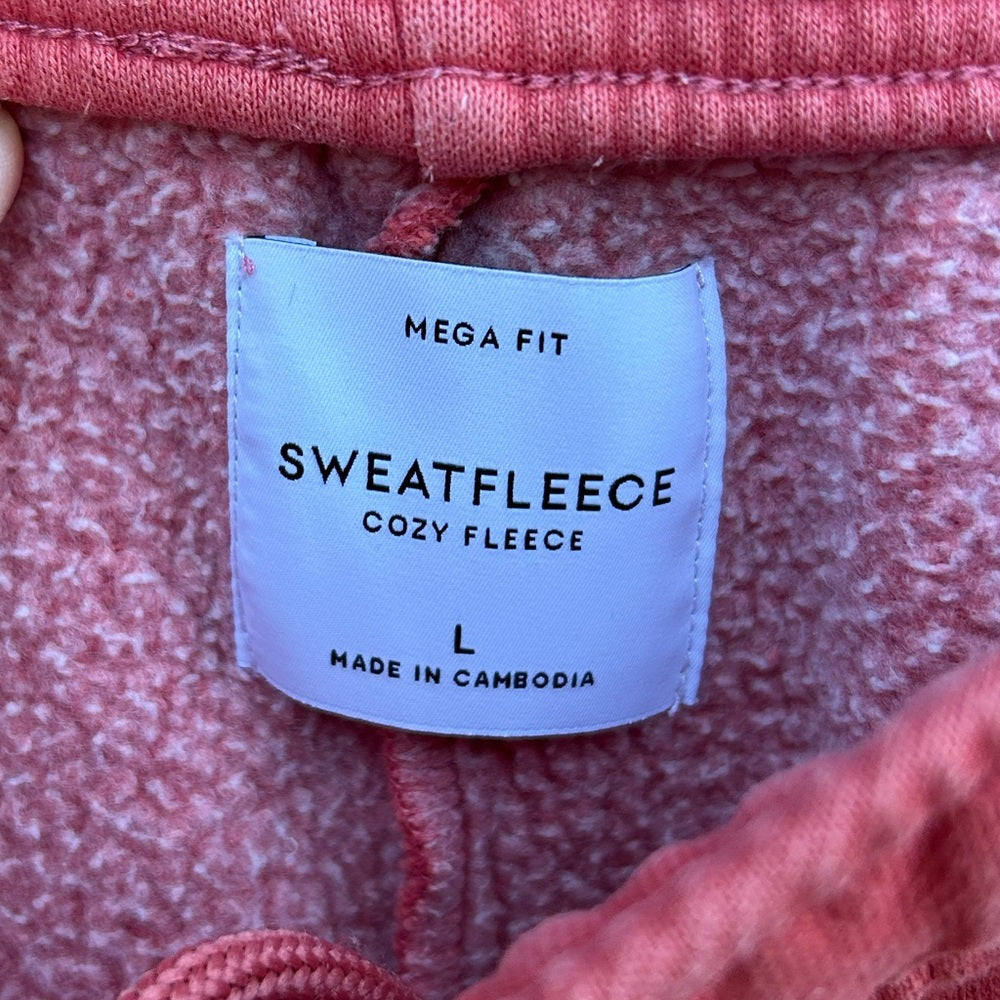 MEGA FIT
SWEATFLEECE
COZY FLEECE
L
MADE IN CAMBODIA